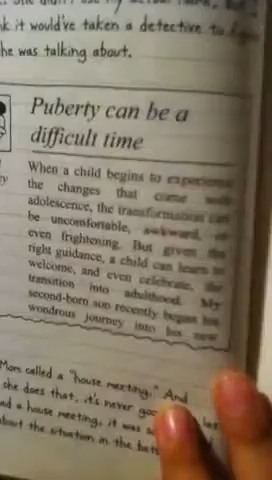 k it would've taken a detective to
he was talking about.
Puberty can be a
difficult time
When a child begins to experience
the changes that come with
adolescence, the transformation can
be uncomfortable, awkward, or
even frightening. But given the
right guidance, a child can learn to
welcome, and even celebrate, the
transition into adulthood. My
second-born son recently began his
wondrous journey into his new
Mom called a "house meeting." And
she does that, it's never goo
ad a house meeting, it was
about the situation in the bath